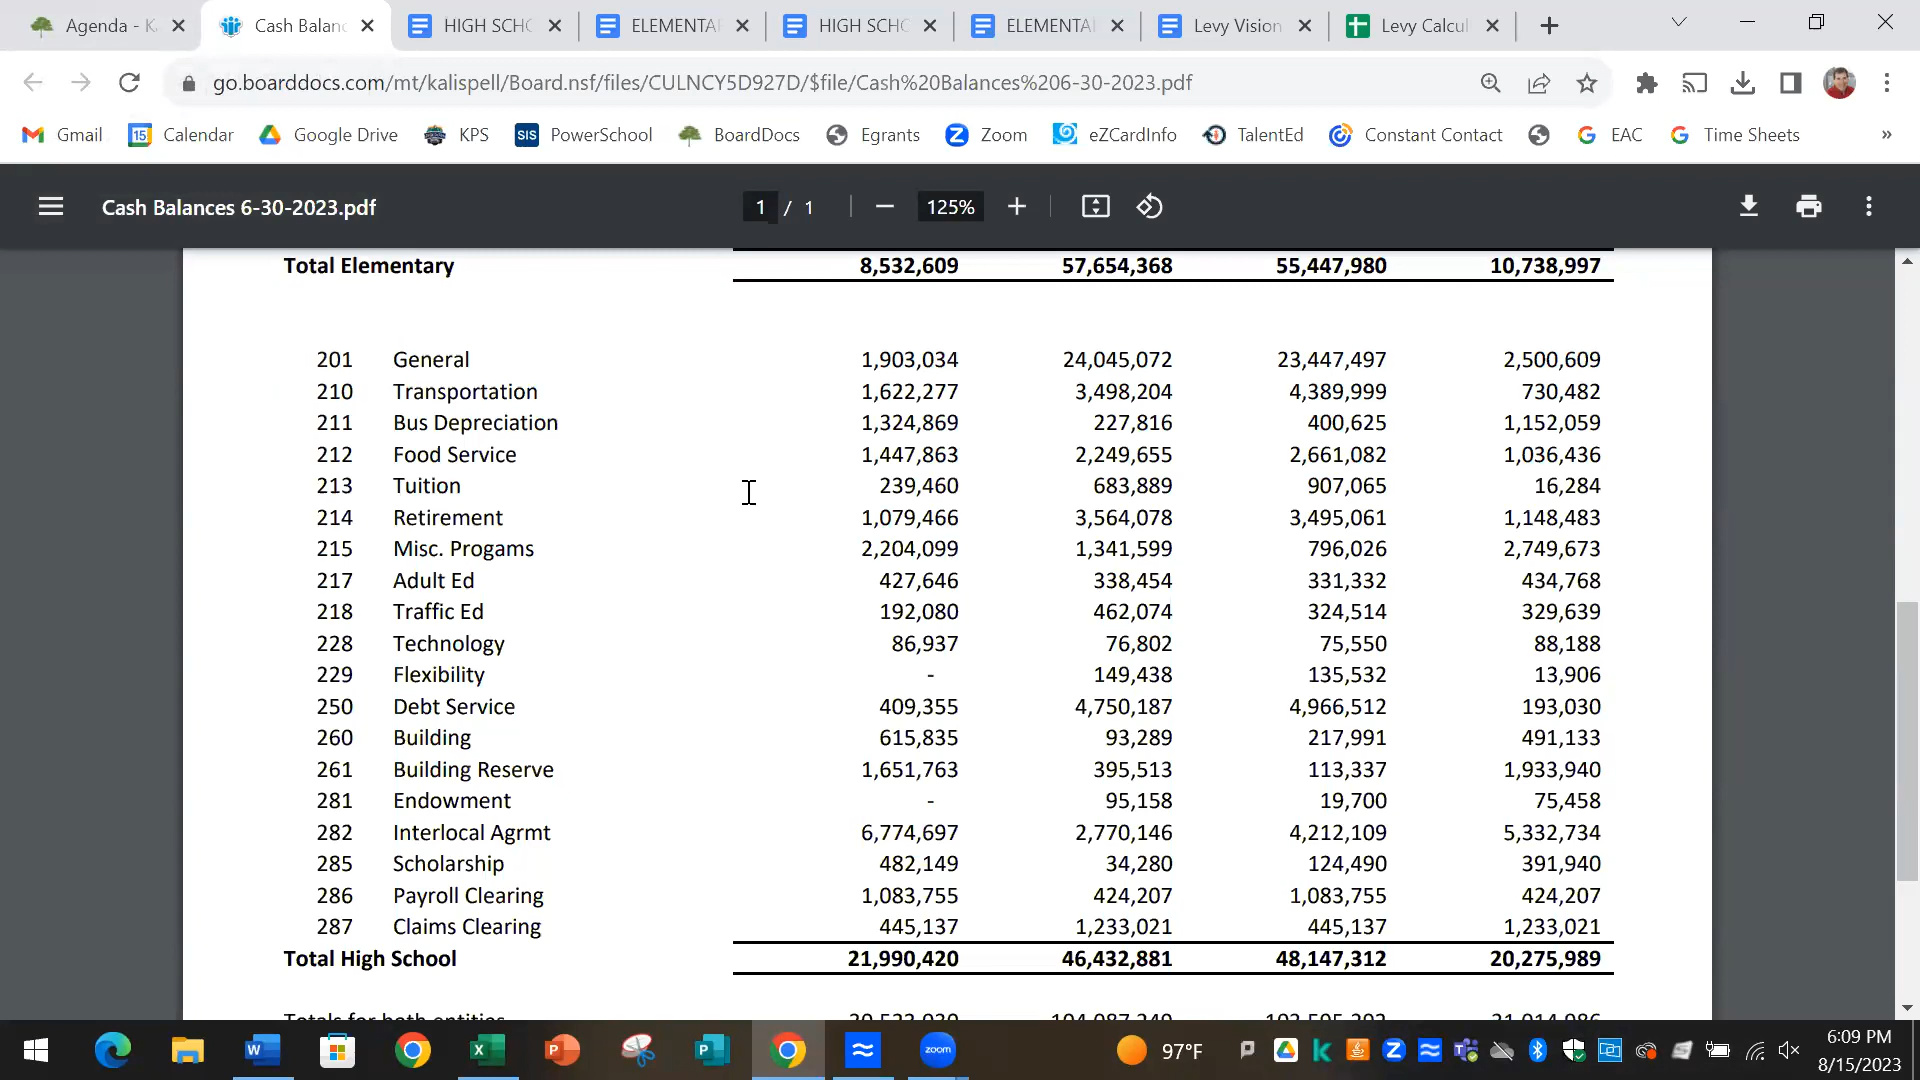 Agenda - K
Cash Balanc
HIGH SCHO
ELEMENTAR
HIGH SCHO
ELEMENTAR
Levy Vision
Levy Calcul
go.boarddocs.com/mt/kalispell/Board.nsf/files/CULNCY5D927D/$file/Cash%20Balances%206-30-2023.pdf
Gmail
15 Calendar
Google Drive
KPS
SIS PowerSchool
BoardDocs
Egrants
Zoom
eZCardInfo
TalentEd
Constant Contact
EAC
Time Sheets
»
Cash Balances 6-30-2023.pdf
1 / 1
125%
Total Elementary 8,532,609 57,654,368 55,447,980 10,738,997
201 General 1,903,034 24,045,072 23,447,497 2,500,609
210 Transportation 1,622,277 3,498,204 4,389,999 730,482
211 Bus Depreciation 1,324,869 227,816 400,625 1,152,059
212 Food Service 1,447,863 2,249,655 2,661,082 1,036,436
213 Tuition 239,460 683,889 907,065 16,284
214 Retirement 1,079,466 3,564,078 3,495,061 1,148,483
215 Misc. Progams 2,204,099 1,341,599 796,026 2,749,673
217 Adult Ed 427,646 338,454 331,332 434,768
218 Traffic Ed 192,080 462,074 324,514 329,639
228 Technology 86,937 76,802 75,550 88,188
229 Flexibility - 149,438 135,532 13,906
250 Debt Service 409,355 4,750,187 4,966,512 193,030
260 Building 615,835 93,289 217,991 491,133
261 Building Reserve 1,651,763 395,513 113,337 1,933,940
281 Endowment - 95,158 19,700 75,458
282 Interlocal Agrmt 6,774,697 2,770,146 4,212,109 5,332,734
285 Scholarship 482,149 34,280 124,490 391,940
286 Payroll Clearing 1,083,755 424,207 1,083,755 424,207
287 Claims Clearing 445,137 1,233,021 445,137 1,233,021
Total High School 21,990,420 46,432,881 48,147,312 20,275,989
Totals for both entities
zoom
97°F
6:09 PM
8/15/2023